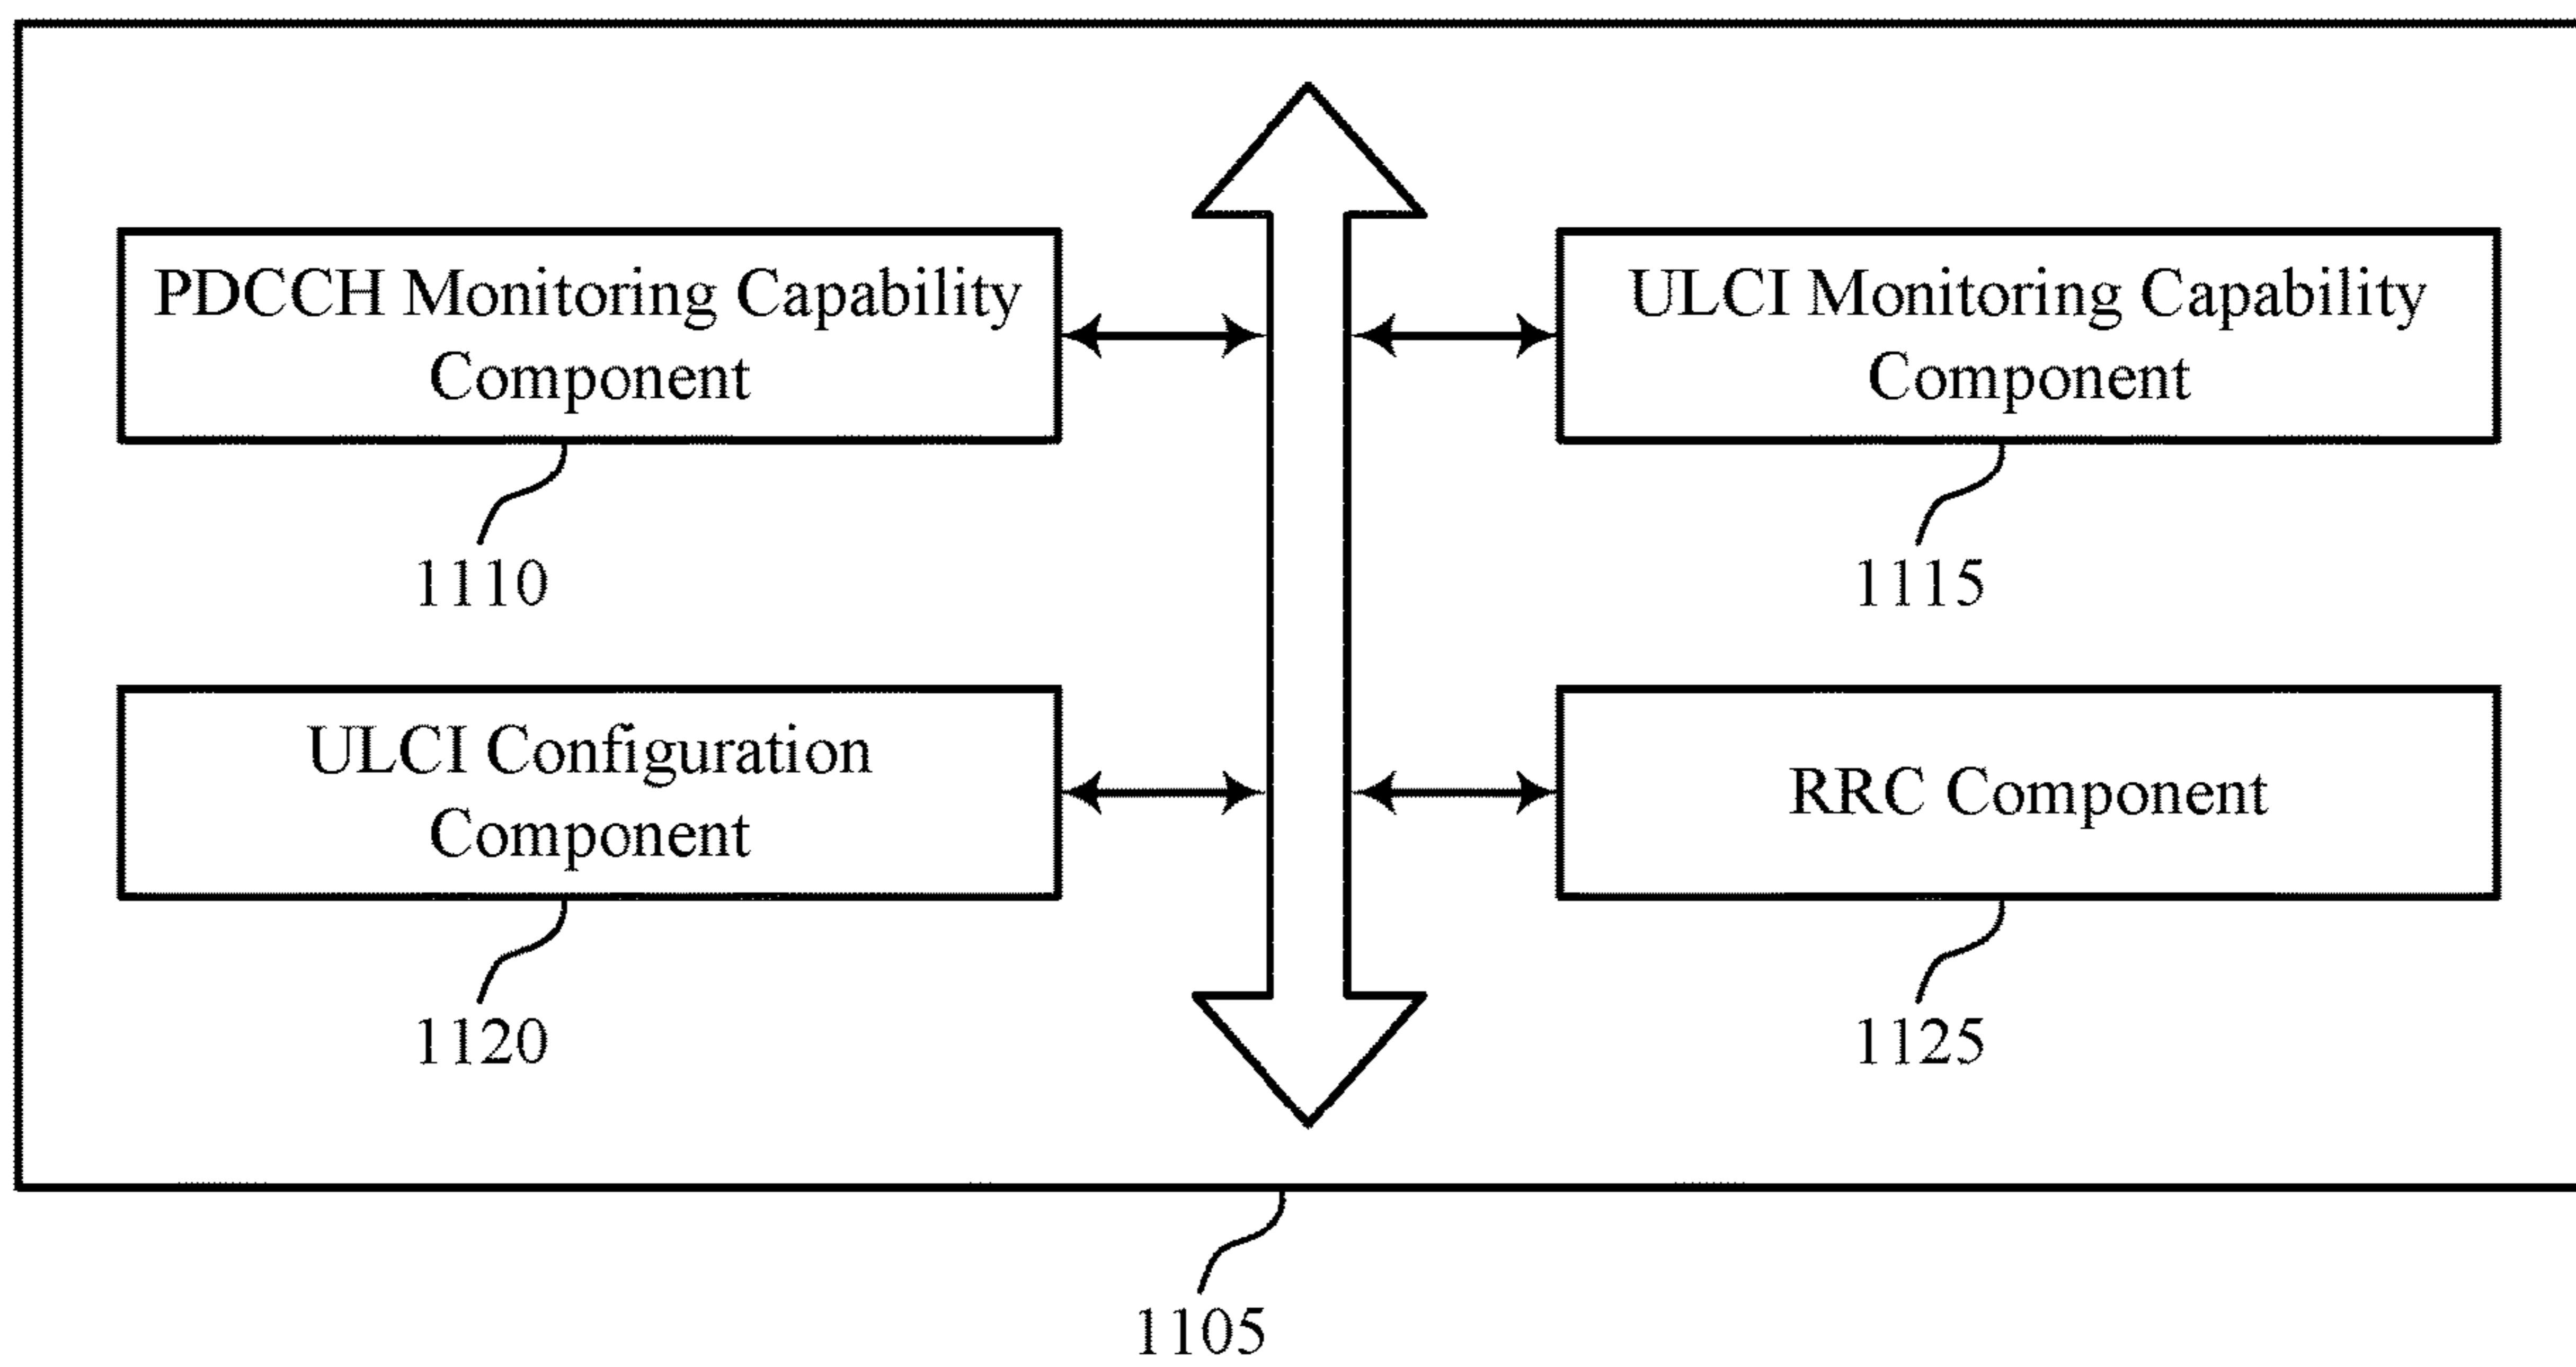 PDCCH Monitoring Capability
Component
1110
ULCI Monitoring Capability
Component
1115
ULCI Configuration
Component
1120
RRC Component
1125
1105